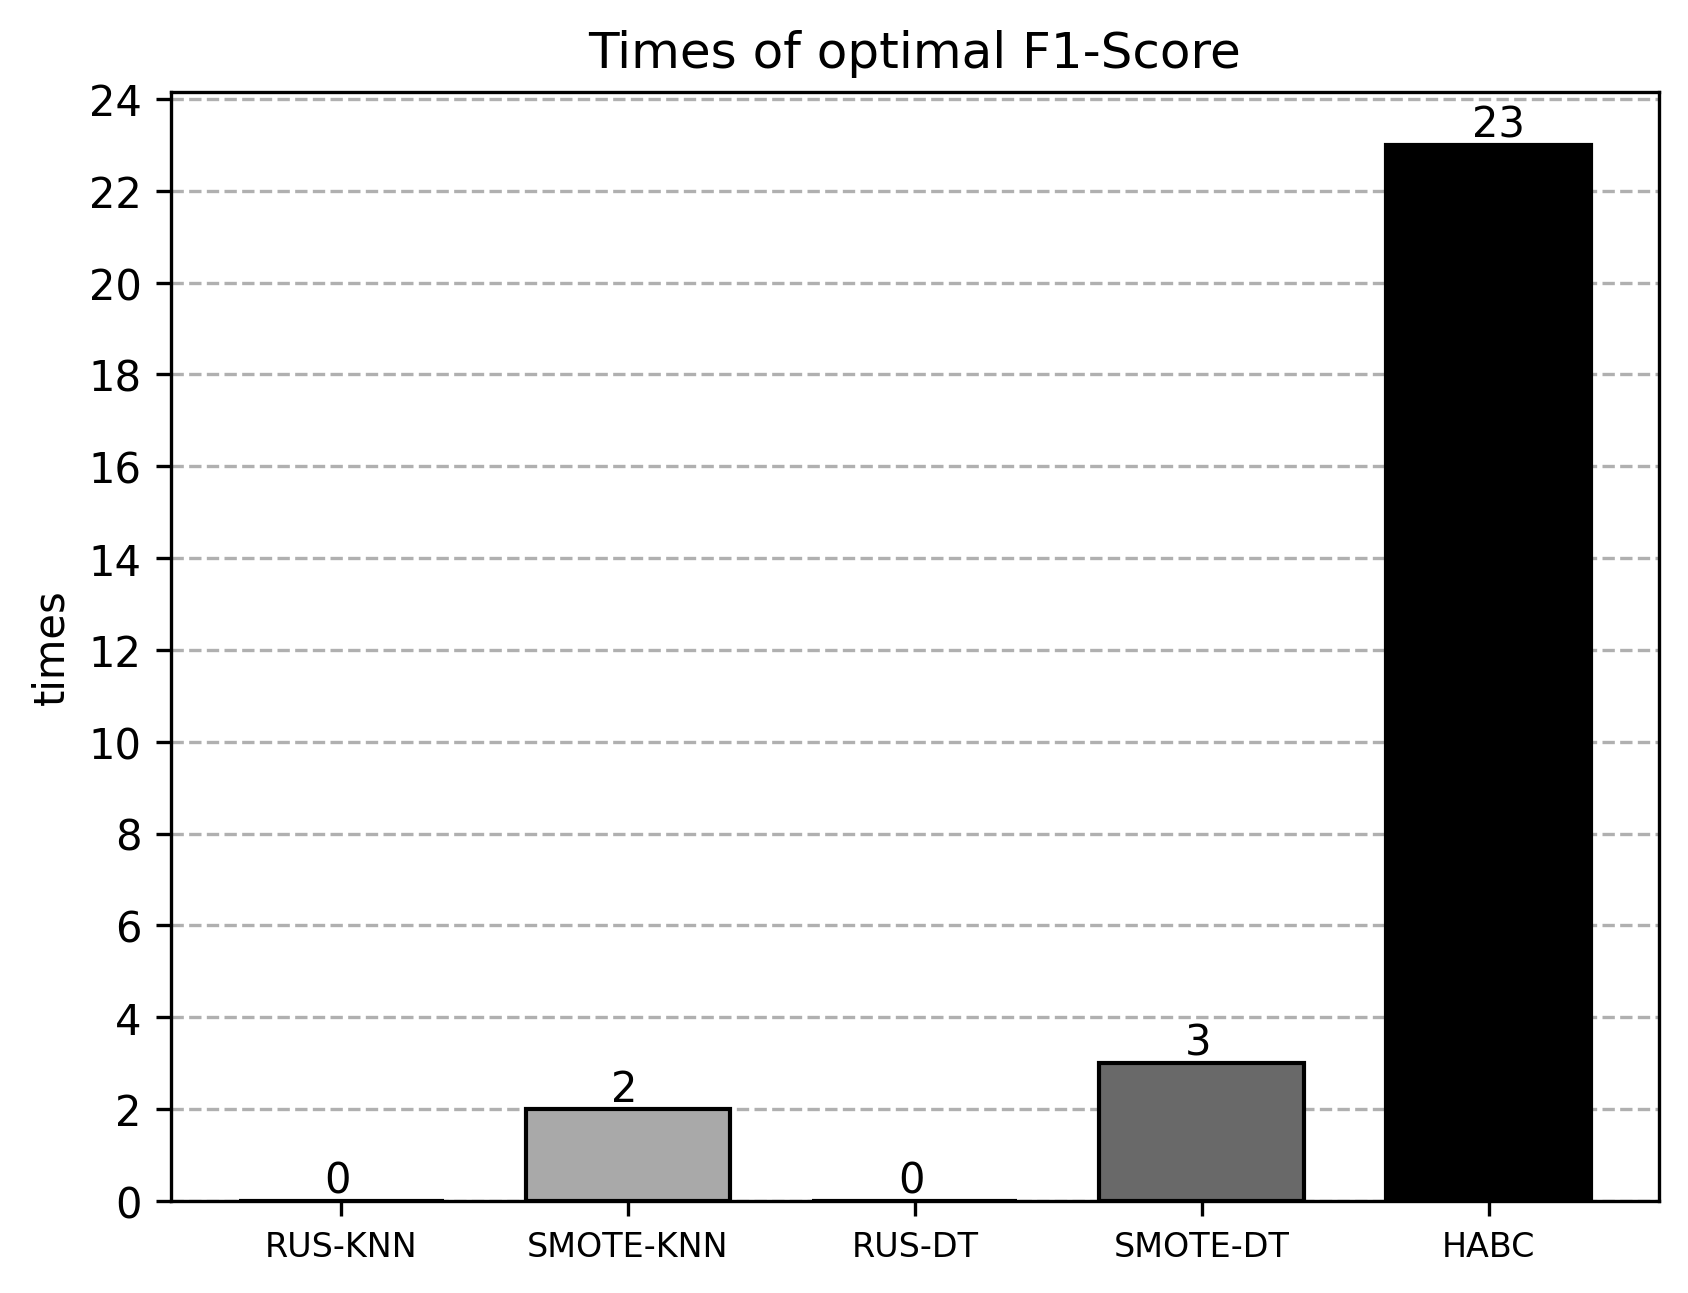 Times of optimal F1-Score
24
22
20
18
16
14
12
10
8
6
4
2
0
times
0
2
0
3
23
RUS-KNN
SMOTE-KNN
RUS-DT
SMOTE-DT
HABC